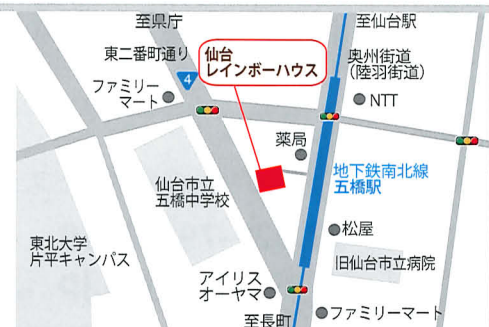 至県庁
至仙台駅
東二番町通り
仙台
レインボーハウス
奥州街道
(陸羽街道)
4
ファミリー
マート
NTT
薬局
地下鉄南北線
五橋駅
仙台市立
五橋中学校
松屋
東北大学
片平キャンパス
旧仙台市立病院
アイリス
オーヤマ
至長町
ファミリーマート